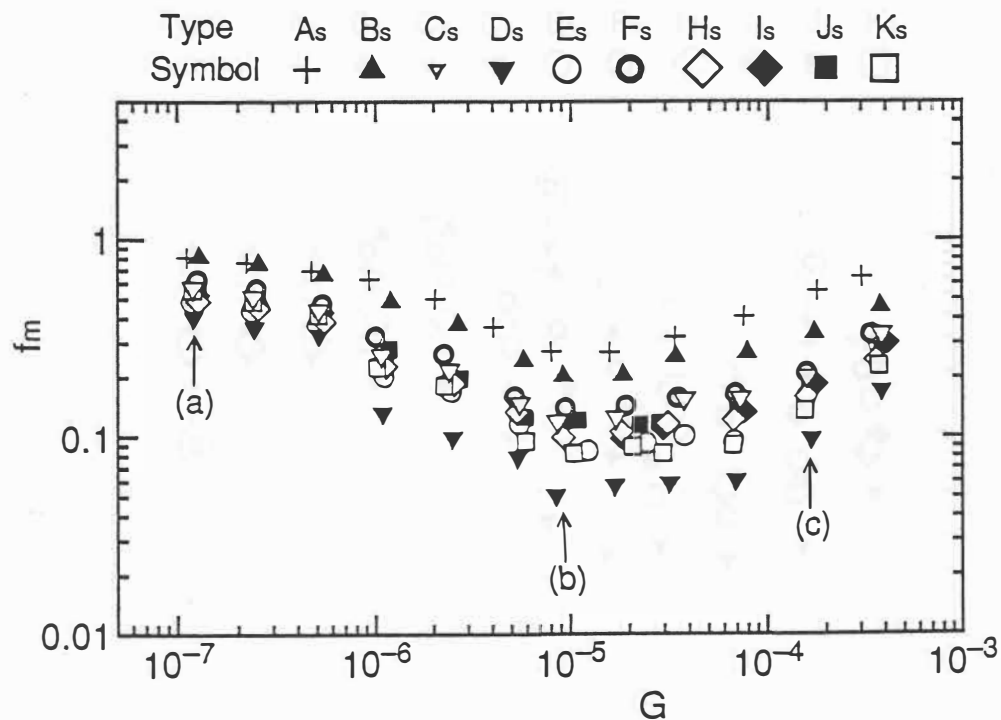 Type As Bs Cs Ds Es Fs Hs Is Js Ks
Symbol
fm
1
0.1
0.01
(a)
(b)
(c)
10⁻⁷ 10⁻⁶ 10⁻⁵ 10⁻⁴ 10⁻³
G